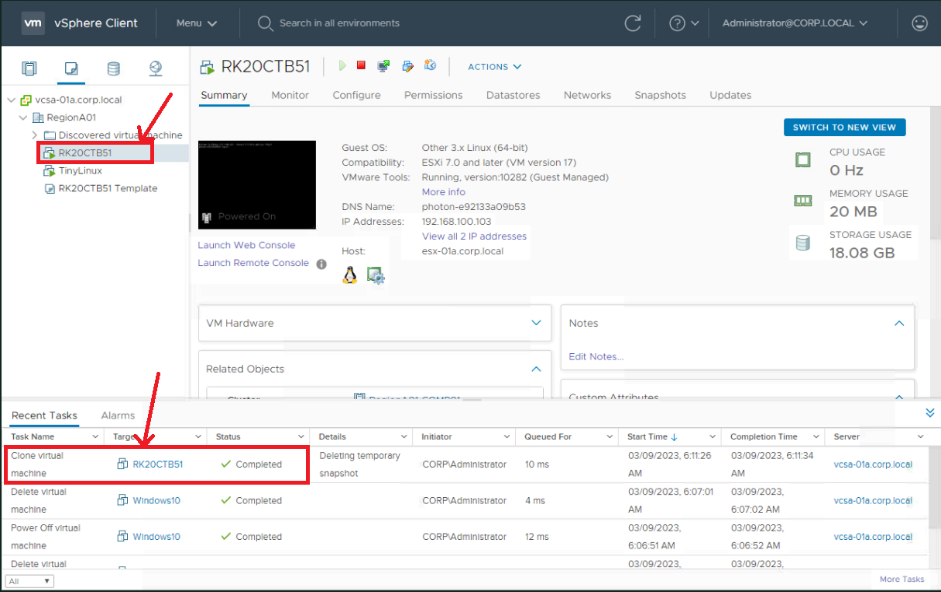 vm vSphere Client Menu Search in all environments Administrator@CORP.LOCAL
vcsa-01a.corp.local
RegionA01
Discovered virtual machine
RK20CTB51
TinyLinux
RK20CTB51 Template
RK20CTB51 ACTIONS
Summary Monitor Configure Permissions Datastores Networks Snapshots Updates
Powered On
Launch Web Console
Launch Remote Console
Guest OS: Other 3.x Linux (64-bit)
Compatibility: ESXi 7.0 and later (VM version 17)
VMware Tools: Running, version:10282 (Guest Managed)
More info
DNS Name: photon-e92133a09b53
IP Addresses: 192.168.100.103
View all 2 IP addresses
Host: esx-01a.corp.local
SWITCH TO NEW VIEW
CPU USAGE
0 Hz
MEMORY USAGE
20 MB
STORAGE USAGE
18.08 GB
VM Hardware
Related Objects
Cluster RegionA01-COMP01
Notes
Edit Notes...
Custom Attributes
Recent Tasks Alarms
Task Name Target Status Details Initiator Queued For Start Time Completion Time Server
Clone virtual machine RK20CTB51 Completed Deleting temporary snapshot CORP\Administrator 10 ms 03/09/2023, 6:11:26 AM 03/09/2023, 6:11:34 AM vcsa-01a.corp.local
Delete virtual machine Windows10 Completed CORP\Administrator 4 ms 03/09/2023, 6:07:01 AM 03/09/2023, 6:07:02 AM vcsa-01a.corp.local
Power Off virtual machine Windows10 Completed CORP\Administrator 12 ms 03/09/2023, 6:06:51 AM 03/09/2023, 6:06:52 AM vcsa-01a.corp.local
Delete virtual 03/09/2023, 03/09/2023,
All More Tasks